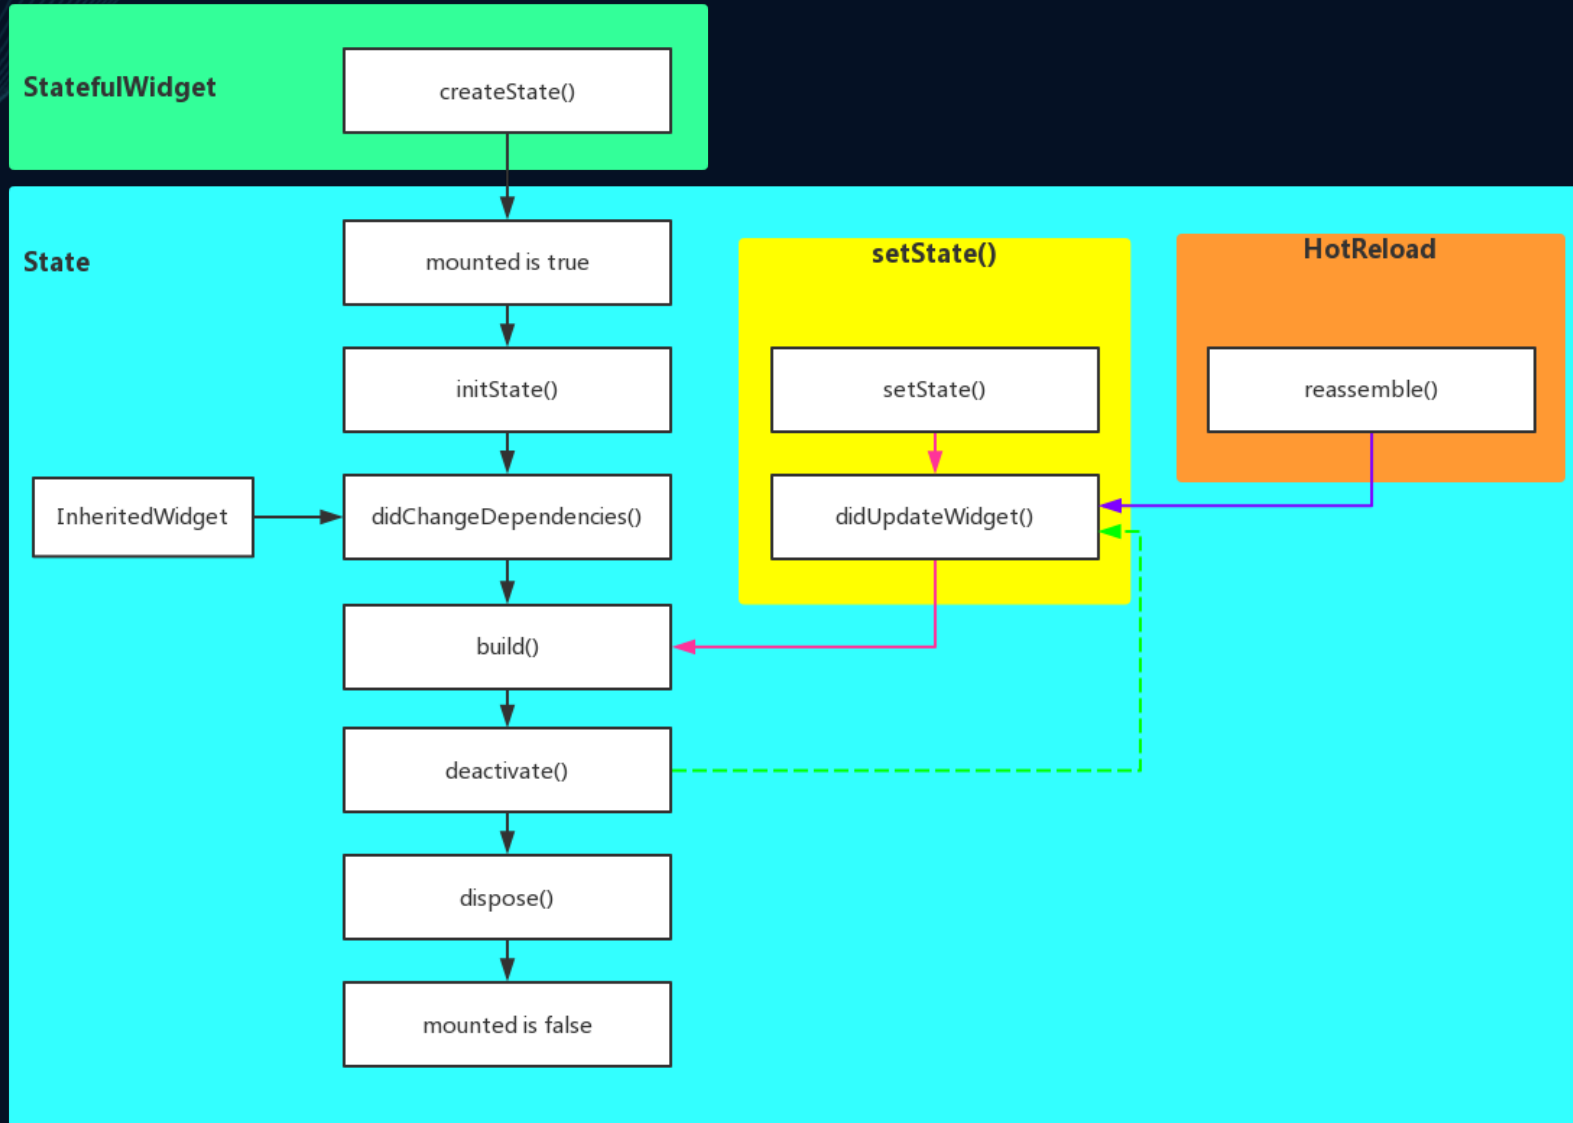 StatefulWidget
createState()
State
mounted is true
setState()
HotReload
initState()
setState()
reassemble()
InheritedWidget
didChangeDependencies()
didUpdateWidget()
build()
deactivate()
dispose()
mounted is false